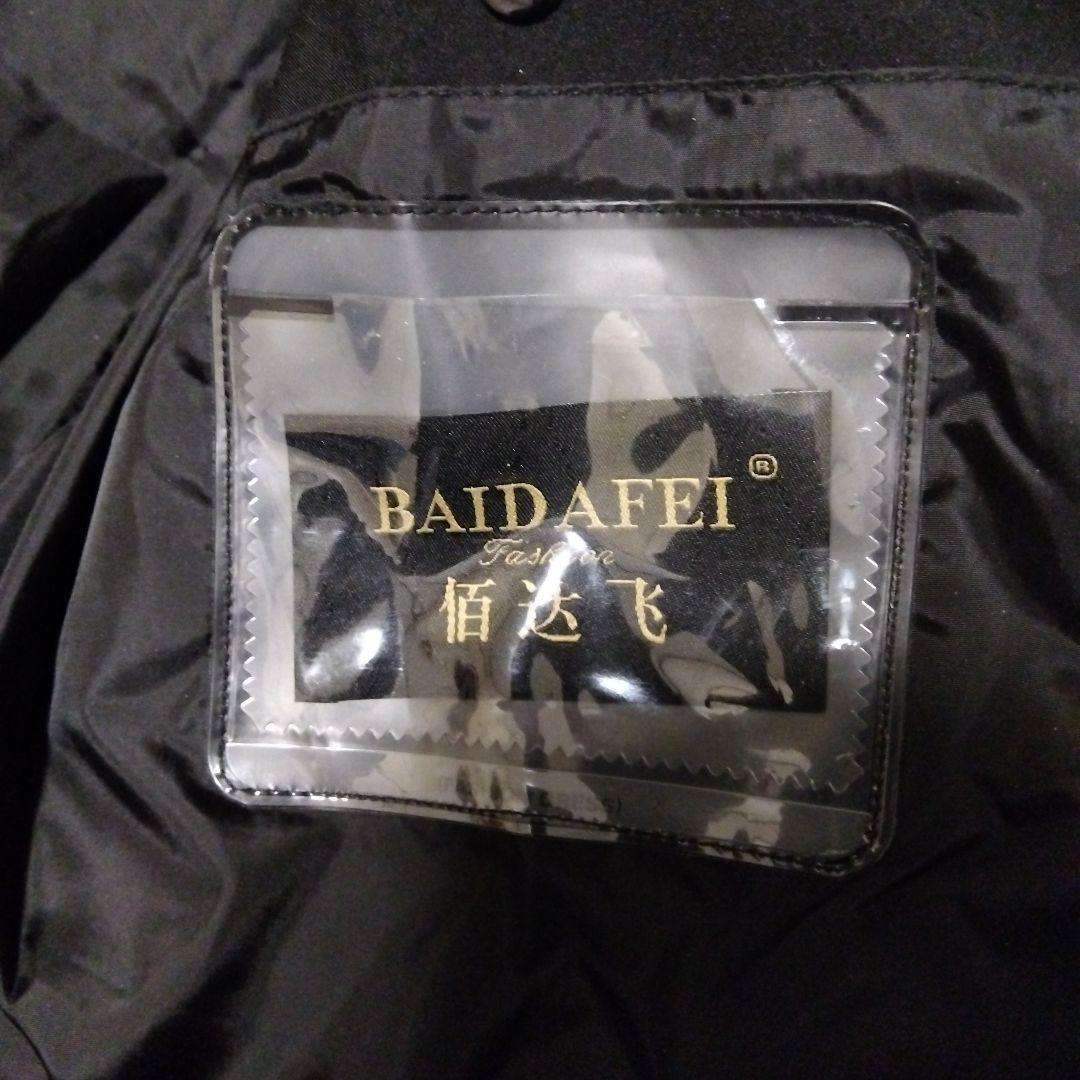 BAIDAFEI ®
Fashion
佰达飞